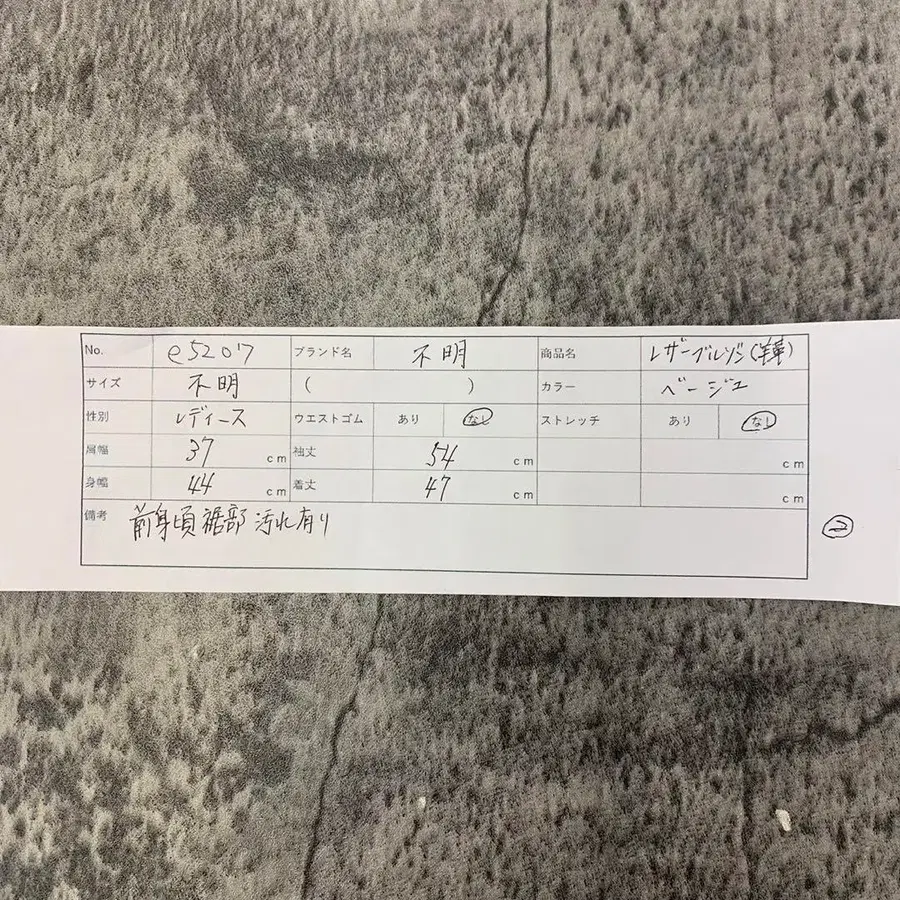 No. e5207 ブランド名 不明 商品名 レザーブルゾン(羊革)
サイズ 不明 ( ) カラー ベージュ
性別 レディース ウエストゴム あり なし ストレッチ あり なし
肩幅 37 cm 袖丈 54 cm cm
身幅 44 cm 着丈 47 cm cm
備考 前身頃裾部 汚れ有り
②